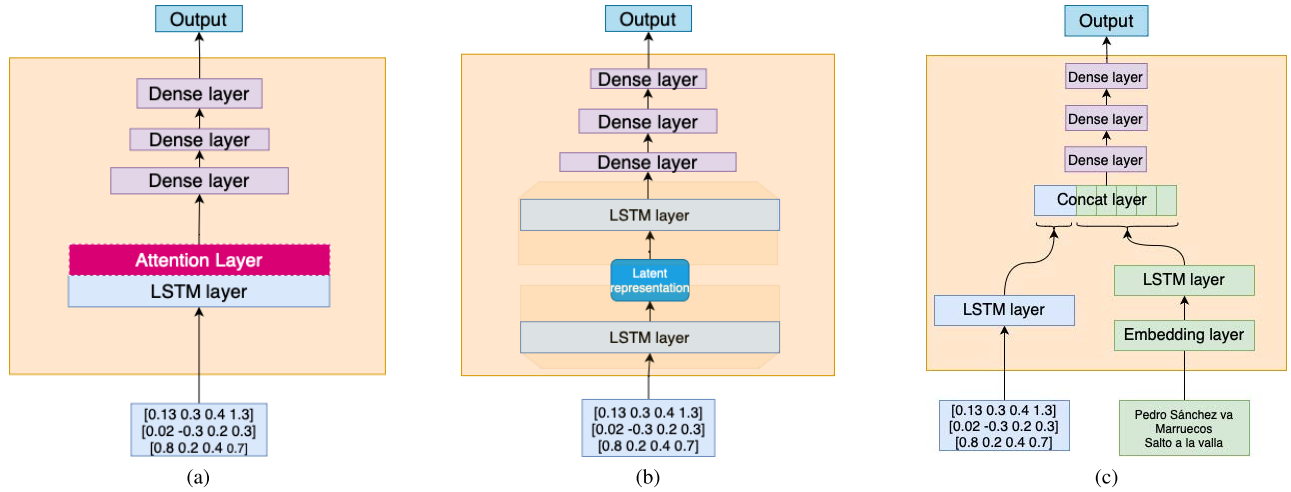 Output
Dense layer
Dense layer
Dense layer
Attention Layer
LSTM layer
[0.13 0.3 0.4 1.3]
[0.02 -0.3 0.2 0.3]
[0.8 0.2 0.4 0.7]
(a)
Output
Dense layer
Dense layer
Dense layer
LSTM layer
Latent
representation
LSTM layer
[0.13 0.3 0.4 1.3]
[0.02 -0.3 0.2 0.3]
[0.8 0.2 0.4 0.7]
(b)
Output
Dense layer
Dense layer
Dense layer
Concat layer
LSTM layer
LSTM layer
Embedding layer
[0.13 0.3 0.4 1.3]
[0.02 -0.3 0.2 0.3]
[0.8 0.2 0.4 0.7]
Pedro Sánchez va
Marruecos
Salto a la valla
(c)